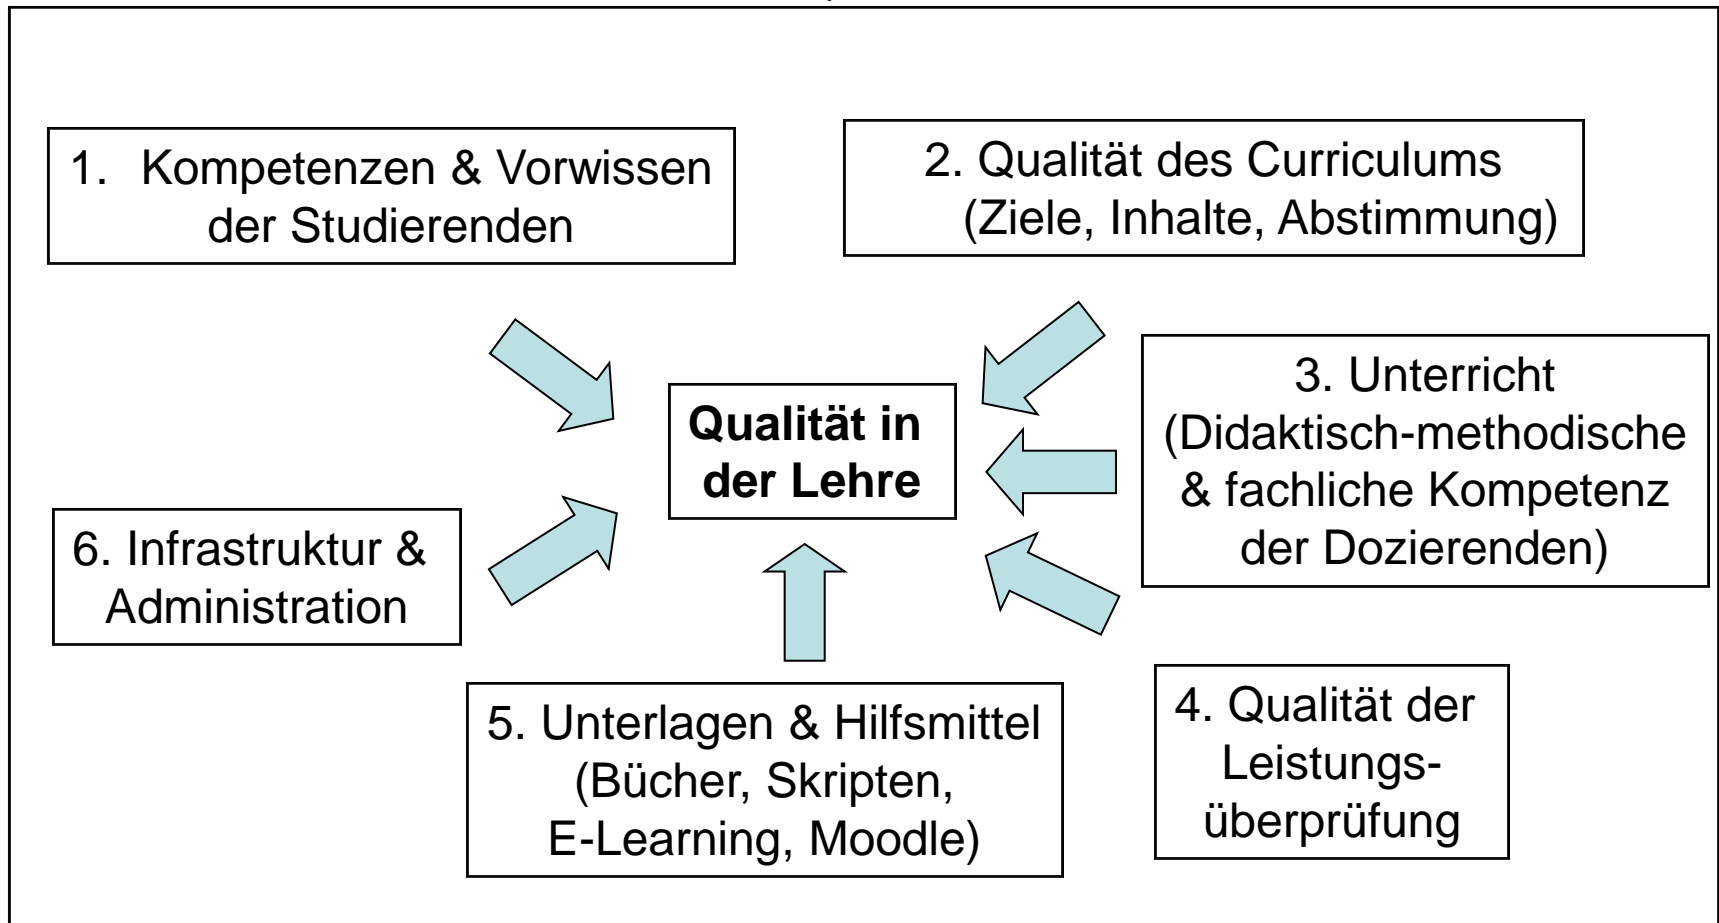 1. Kompetenzen & Vorwissen
der Studierenden
2. Qualität des Curriculums
(Ziele, Inhalte, Abstimmung)
3. Unterricht
(Didaktisch-methodische
& fachliche Kompetenz
der Dozierenden)
Qualität in
der Lehre
6. Infrastruktur &
Administration
4. Qualität der
Leistungs-
überprüfung
5. Unterlagen & Hilfsmittel
(Bücher, Skripten,
E-Learning, Moodle)